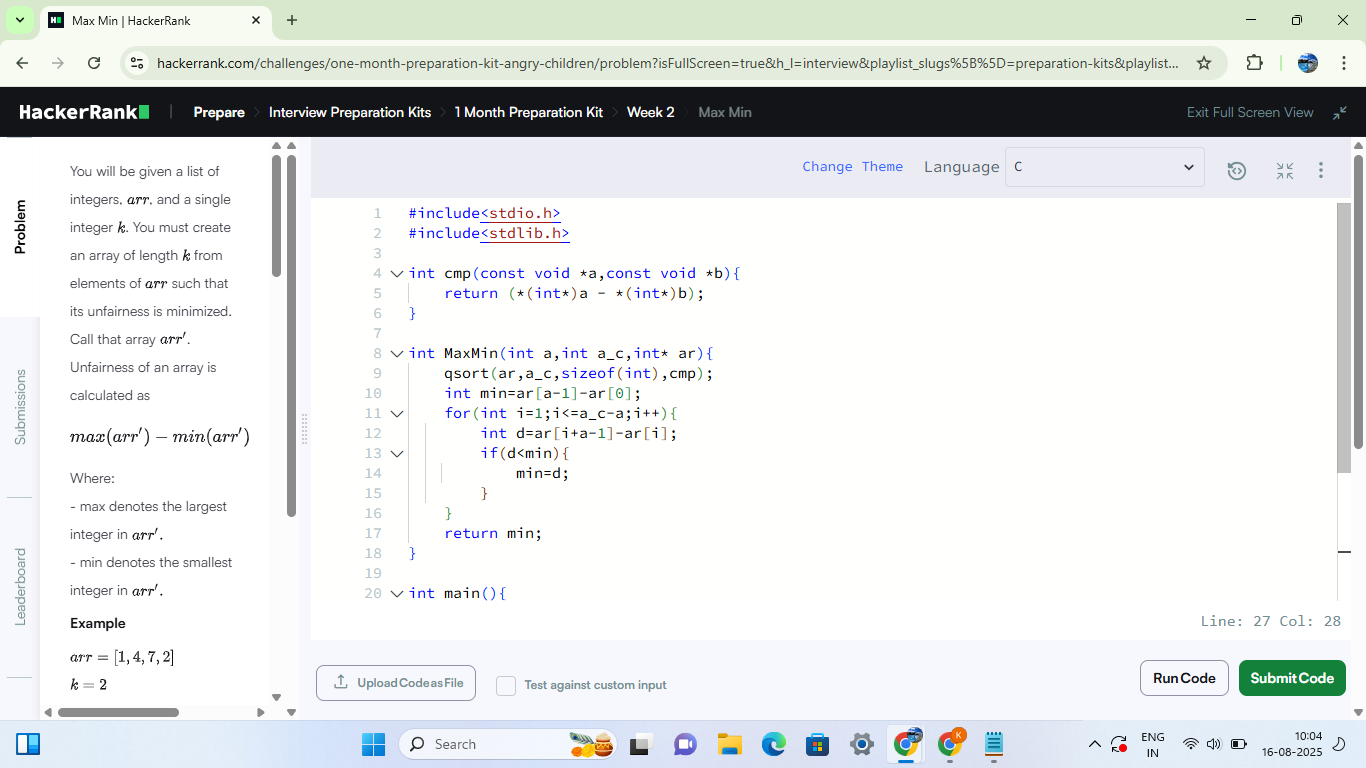 Max Min | HackerRank
hackerrank.com/challenges/one-month-preparation-kit-angry-children/problem?isFullScreen=true&h_l=interview&playlist_slugs%5B%5D=preparation-kits&playlist...
HackerRank
Prepare
Interview Preparation Kits
1 Month Preparation Kit
Week 2
Max Min
Exit Full Screen View
Problem
Submissions
Leaderboard
You will be given a list of
integers, arr, and a single
integer k. You must create
an array of length k from
elements of arr such that
its unfairness is minimized.
Call that array arr′.
Unfairness of an array is
calculated as
max(arr′) − min(arr′)
Where:
- max denotes the largest
integer in arr′.
- min denotes the smallest
integer in arr′.
Example
arr = [1, 4, 7, 2]
k = 2
Change Theme Language C
1 #include<stdio.h>
2 #include<stdlib.h>
3
4 int cmp(const void *a,const void *b){
5 return (*(int*)a - *(int*)b);
6 }
7
8 int MaxMin(int a,int a_c,int* ar){
9 qsort(ar,a_c,sizeof(int),cmp);
10 int min=ar[a-1]-ar[0];
11 for(int i=1;i<=a_c-a;i++){
12 int d=ar[i+a-1]-ar[i];
13 if(d<min){
14 min=d;
15 }
16 }
17 return min;
18 }
19
20 int main(){
Line: 27 Col: 28
Upload Code as File
Test against custom input
Run Code
Submit Code
Search
K
ENG
IN
10:04
16-08-2025